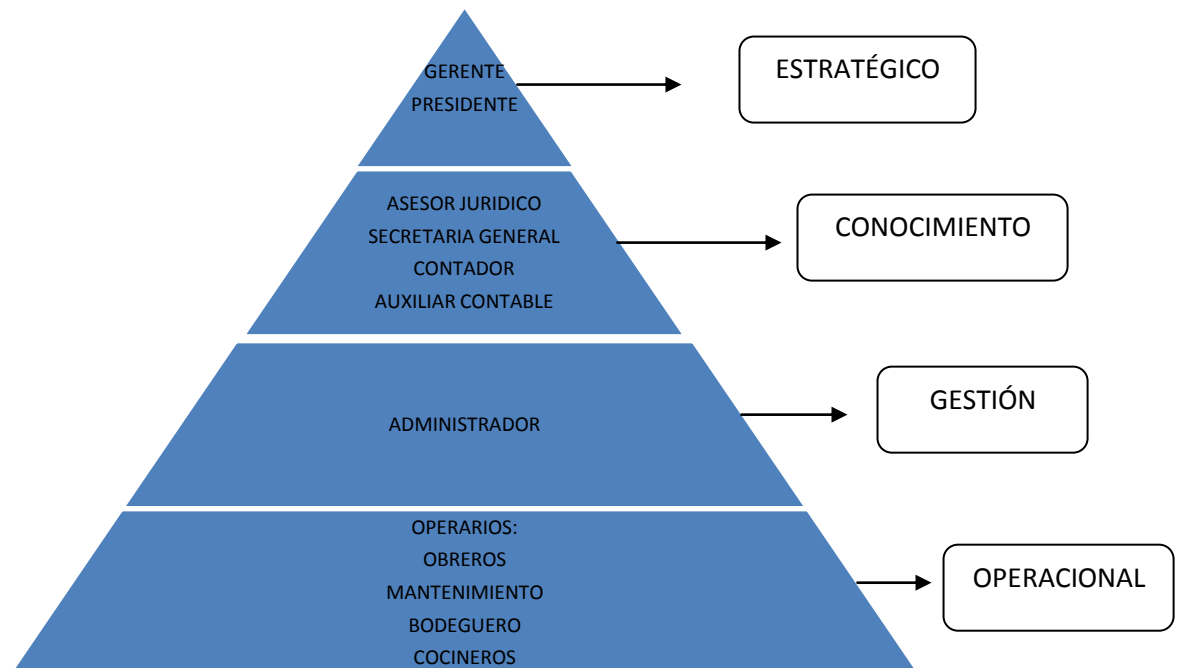 GERENTE
PRESIDENTE
ESTRATÉGICO
ASESOR JURIDICO
SECRETARIA GENERAL
CONTADOR
AUXILIAR CONTABLE
CONOCIMIENTO
ADMINISTRADOR
GESTIÓN
OPERARIOS:
OBREROS
MANTENIMIENTO
BODEGUERO
COCINEROS
OPERACIONAL